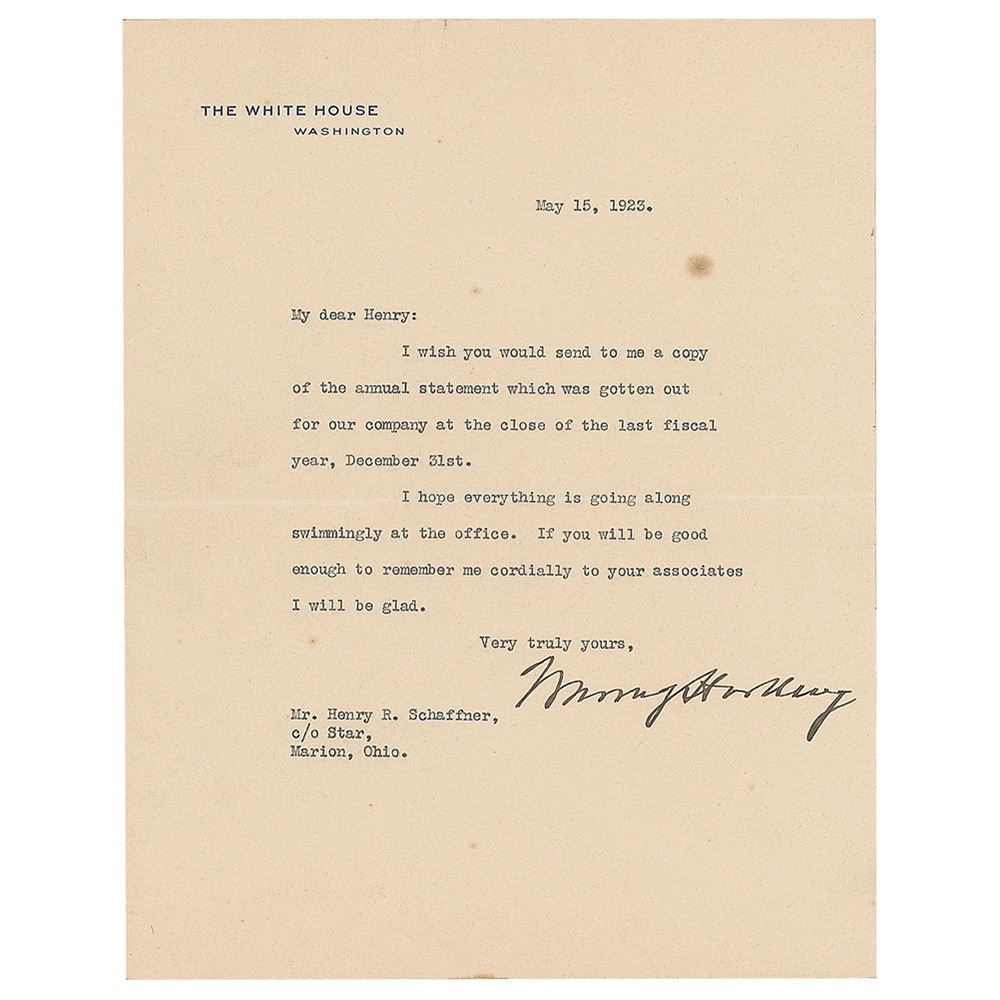 THE WHITE HOUSE
WASHINGTON
May 15, 1923.
My dear Henry:
I wish you would send to me a copy
of the annual statement which was gotten out
for our company at the close of the last fiscal
year, December 31st.
I hope everything is going along
swimmingly at the office. If you will be good
enough to remember me cordially to your associates
I will be glad.
Very truly yours,
Warren G Harding
Mr. Henry R. Schaffner,
c/o Star,
Marion, Ohio.